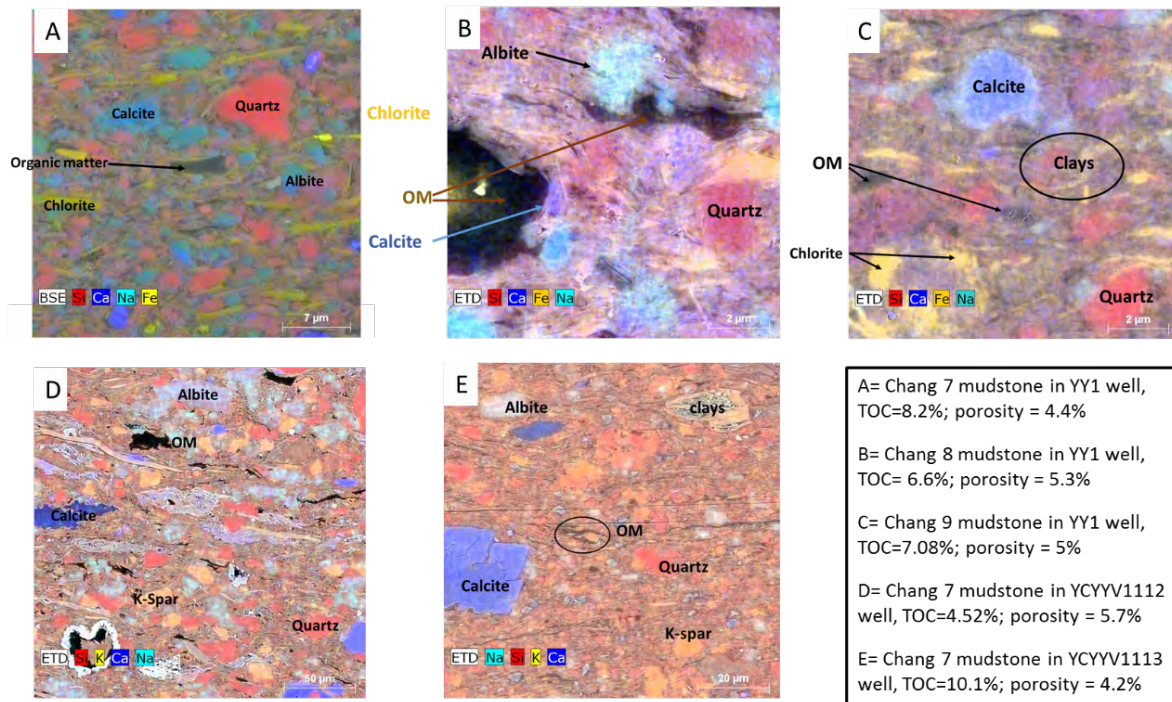 A
Calcite
Quartz
Organic matter
Albite
Chlorite
BSE Si Ca Na Fe
7 µm
B
Albite
Chlorite
OM
Calcite
Quartz
ETD Si Ca Fe Na
2 µm
C
Calcite
Clays
OM
Chlorite
Quartz
ETD Si Ca Fe Na
2 µm
D
Albite
OM
Calcite
K-Spar
Quartz
ETD Si K Ca Na
50 µm
E
Albite
clays
OM
Quartz
Calcite
K-spar
ETD Na Si K Ca
20 µm
A= Chang 7 mudstone in YY1 well,
TOC=8.2%; porosity = 4.4%
B= Chang 8 mudstone in YY1 well,
TOC= 6.6%; porosity = 5.3%
C= Chang 9 mudstone in YY1 well,
TOC=7.08%; porosity = 5%
D= Chang 7 mudstone in YCYYV1112
well, TOC=4.52%; porosity = 5.7%
E= Chang 7 mudstone in YCYYV1113
well, TOC=10.1%; porosity = 4.2%